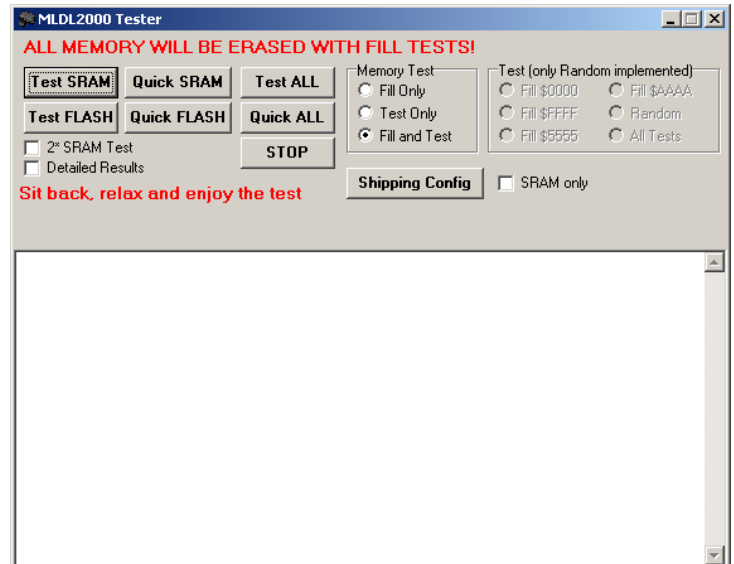 MLDL2000 Tester
ALL MEMORY WILL BE ERASED WITH FILL TESTS!
Test SRAM Quick SRAM Test ALL
Test FLASH Quick FLASH Quick ALL
2* SRAM Test
Detailed Results
STOP
Sit back, relax and enjoy the test
Memory Test
Fill Only
Test Only
Fill and Test
Test (only Random implemented)
Fill $0000 Fill $AAAA
Fill $FFFF Random
Fill $5555 All Tests
Shipping Config SRAM only